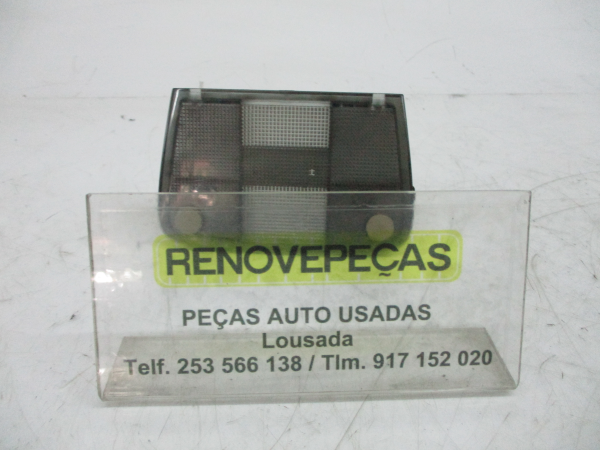 RENOVEPEÇAS
PEÇAS AUTO USADAS
Lousada
Telf. 253 566 138 / Tlm. 917 152 020